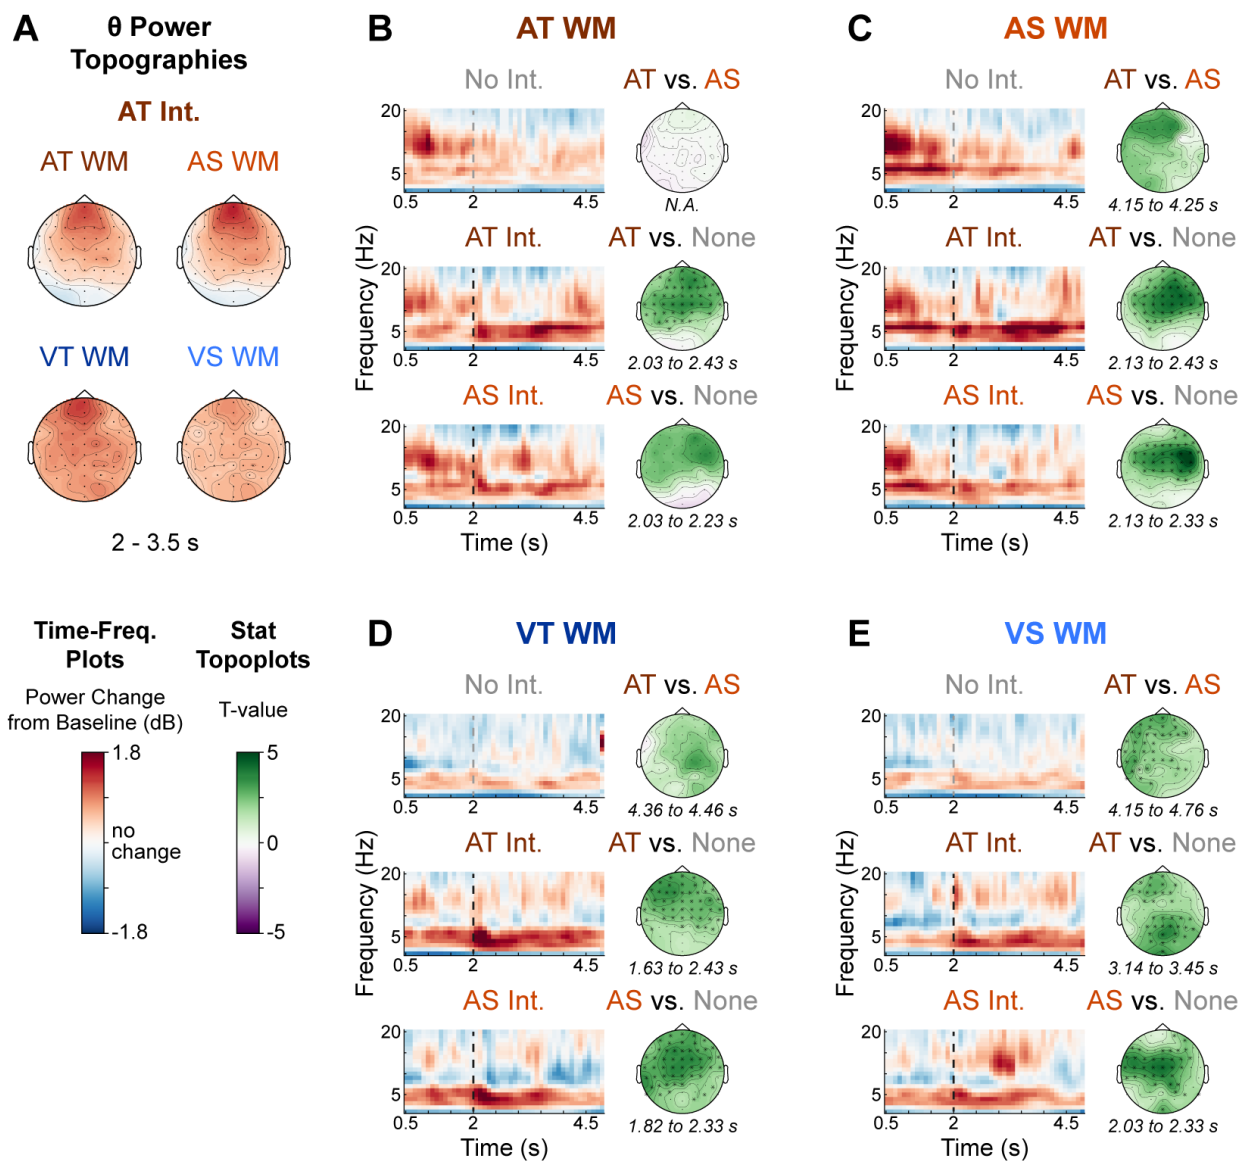 A
θ Power
Topographies
AT Int.
AT WM
AS WM
VT WM
VS WM
2 - 3.5 s
Time-Freq.
Plots
Power Change
from Baseline (dB)
1.8
no
change
-1.8
Stat
Topoplots
T-value
5
0
-5
B
AT WM
No Int.
AT vs. AS
20
5
0.5
2
4.5
N.A.
AT Int.
AT vs. None
Frequency (Hz)
20
5
0.5
2
4.5
2.03 to 2.43 s
AS Int.
AS vs. None
20
5
0.5
2
4.5
2.03 to 2.23 s
Time (s)
C
AS WM
No Int.
AT vs. AS
20
5
0.5
2
4.5
4.15 to 4.25 s
AT Int.
AT vs. None
Frequency (Hz)
20
5
0.5
2
4.5
2.13 to 2.43 s
AS Int.
AS vs. None
20
5
0.5
2
4.5
2.13 to 2.33 s
Time (s)
D
VT WM
No Int.
AT vs. AS
20
5
0.5
2
4.5
4.36 to 4.46 s
AT Int.
AT vs. None
Frequency (Hz)
20
5
0.5
2
4.5
1.63 to 2.43 s
AS Int.
AS vs. None
20
5
0.5
2
4.5
1.82 to 2.33 s
Time (s)
E
VS WM
No Int.
AT vs. AS
20
5
0.5
2
4.5
4.15 to 4.76 s
AT Int.
AT vs. None
Frequency (Hz)
20
5
0.5
2
4.5
3.14 to 3.45 s
AS Int.
AS vs. None
20
5
0.5
2
4.5
2.03 to 2.33 s
Time (s)